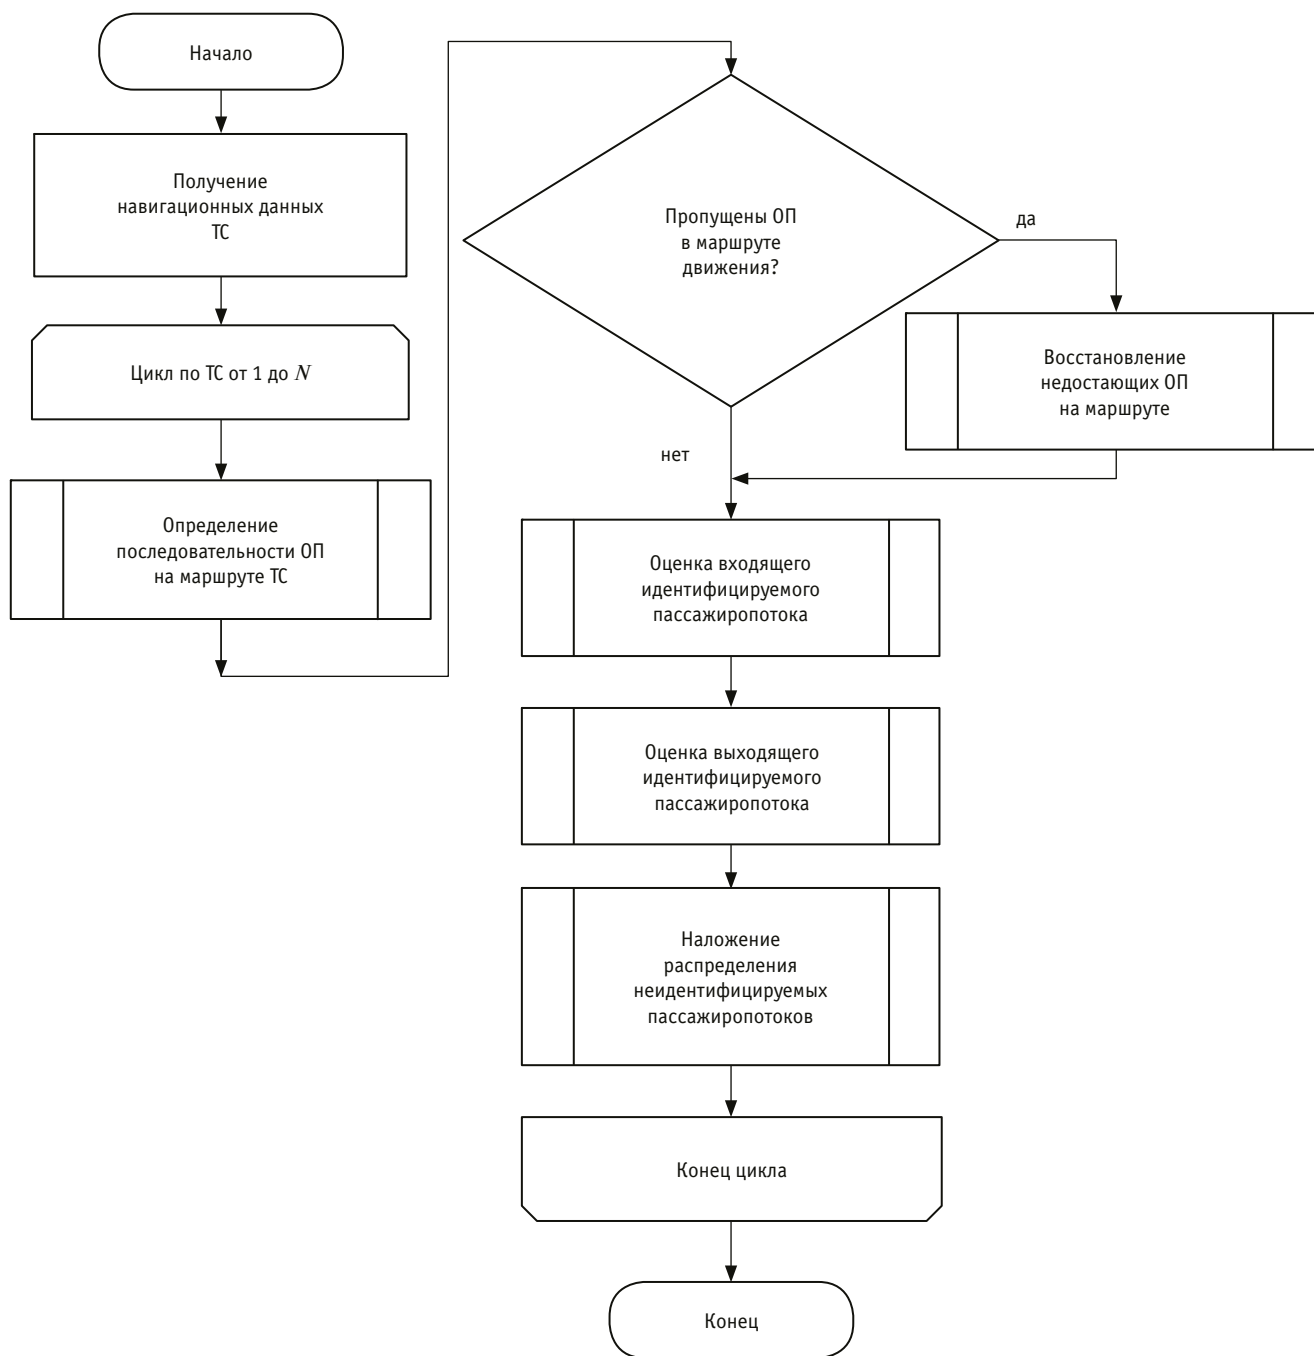 Начало
Получение
навигационных данных
ТС
Цикл по ТС от 1 до N
Определение
последовательности ОП
на маршруте ТС
Пропущены ОП
в маршруте
движения?
да
Восстановление
недостающих ОП
на маршруте
нет
Оценка входящего
идентифицируемого
пассажиропотока
Оценка выходящего
идентифицируемого
пассажиропотока
Наложение
распределения
неидентифицируемых
пассажиропотоков
Конец цикла
Конец